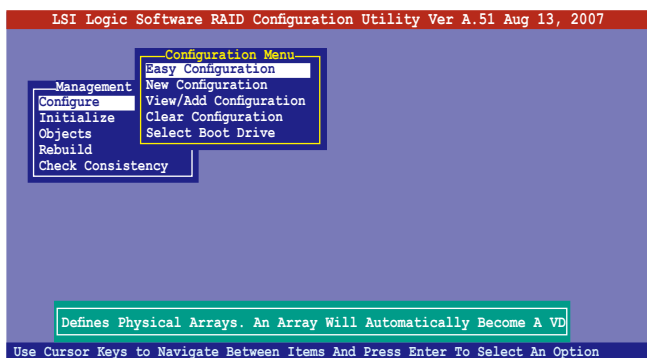 LSI Logic Software RAID Configuration Utility Ver A.51 Aug 13, 2007
Management
Configure
Initialize
Objects
Rebuild
Check Consistency
Configuration Menu
Easy Configuration
New Configuration
View/Add Configuration
Clear Configuration
Select Boot Drive
Defines Physical Arrays. An Array Will Automatically Become A VD
Use Cursor Keys to Navigate Between Items And Press Enter To Select An Option